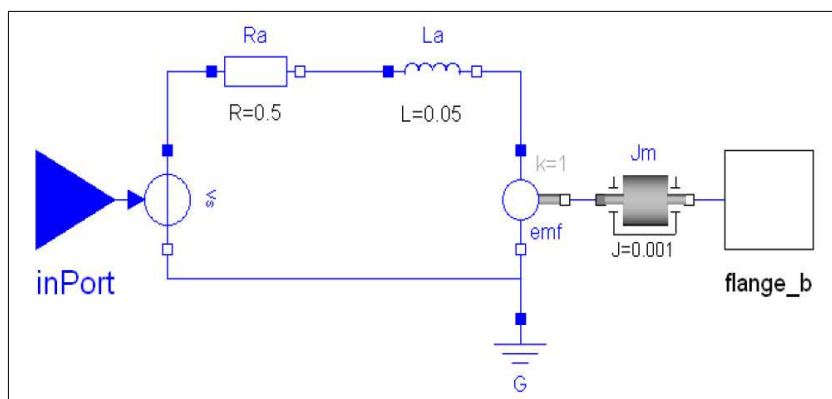 Ra
La
R=0.5
L=0.05
k=1
Jm
Vs
emf
J=0.001
inPort
flange_b
G